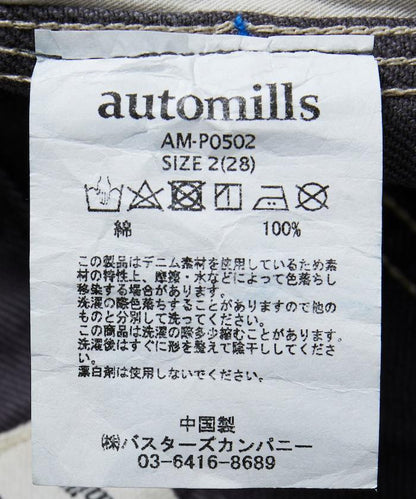 automills
AM-P0502
SIZE 2(28)
綿 100%
この製品はデニム素材を使用しているため素
材の特性上、摩擦・水などによって色落ちし
移染する場合があります。
洗濯の際色落ちすることがありますので他の
ものと分別して洗ってください。
この商品は洗濯の際多少縮むことがあります。
洗濯後はすぐに形を整えて陰干ししてくださ
い。
漂白剤は使用しないでください。
中国製
㈱バスターズカンパニー
03-6416-8689